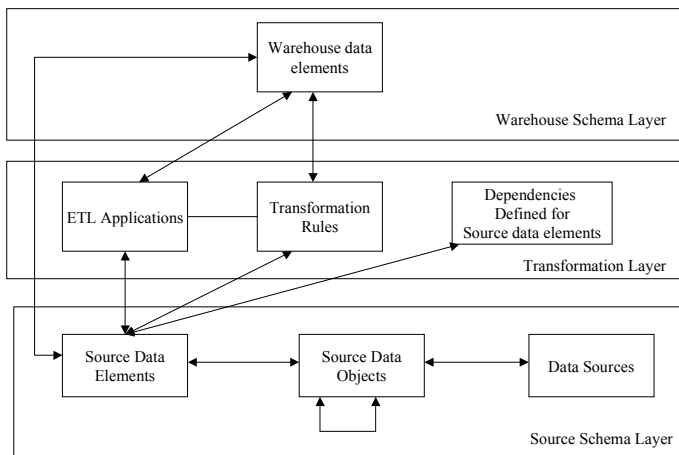 Warehouse data
elements
Warehouse Schema Layer
ETL Applications
Transformation
Rules
Dependencies
Defined for
Source data elements
Transformation Layer
Source Data
Elements
Source Data
Objects
Data Sources
Source Schema Layer